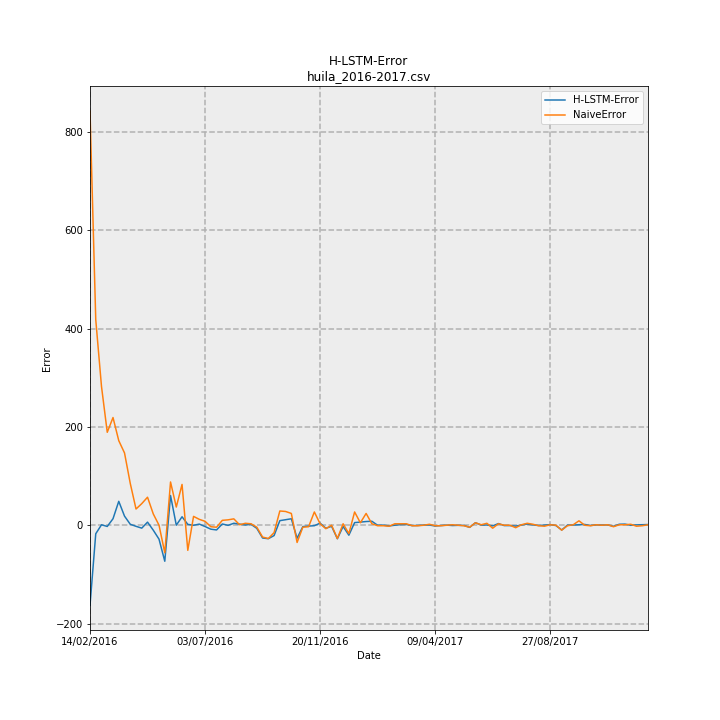 H-LSTM-Error
huila_2016-2017.csv
H-LSTM-Error
NaiveError
800
600
400
200
0
−200
Error
14/02/2016
03/07/2016
20/11/2016
09/04/2017
27/08/2017
Date